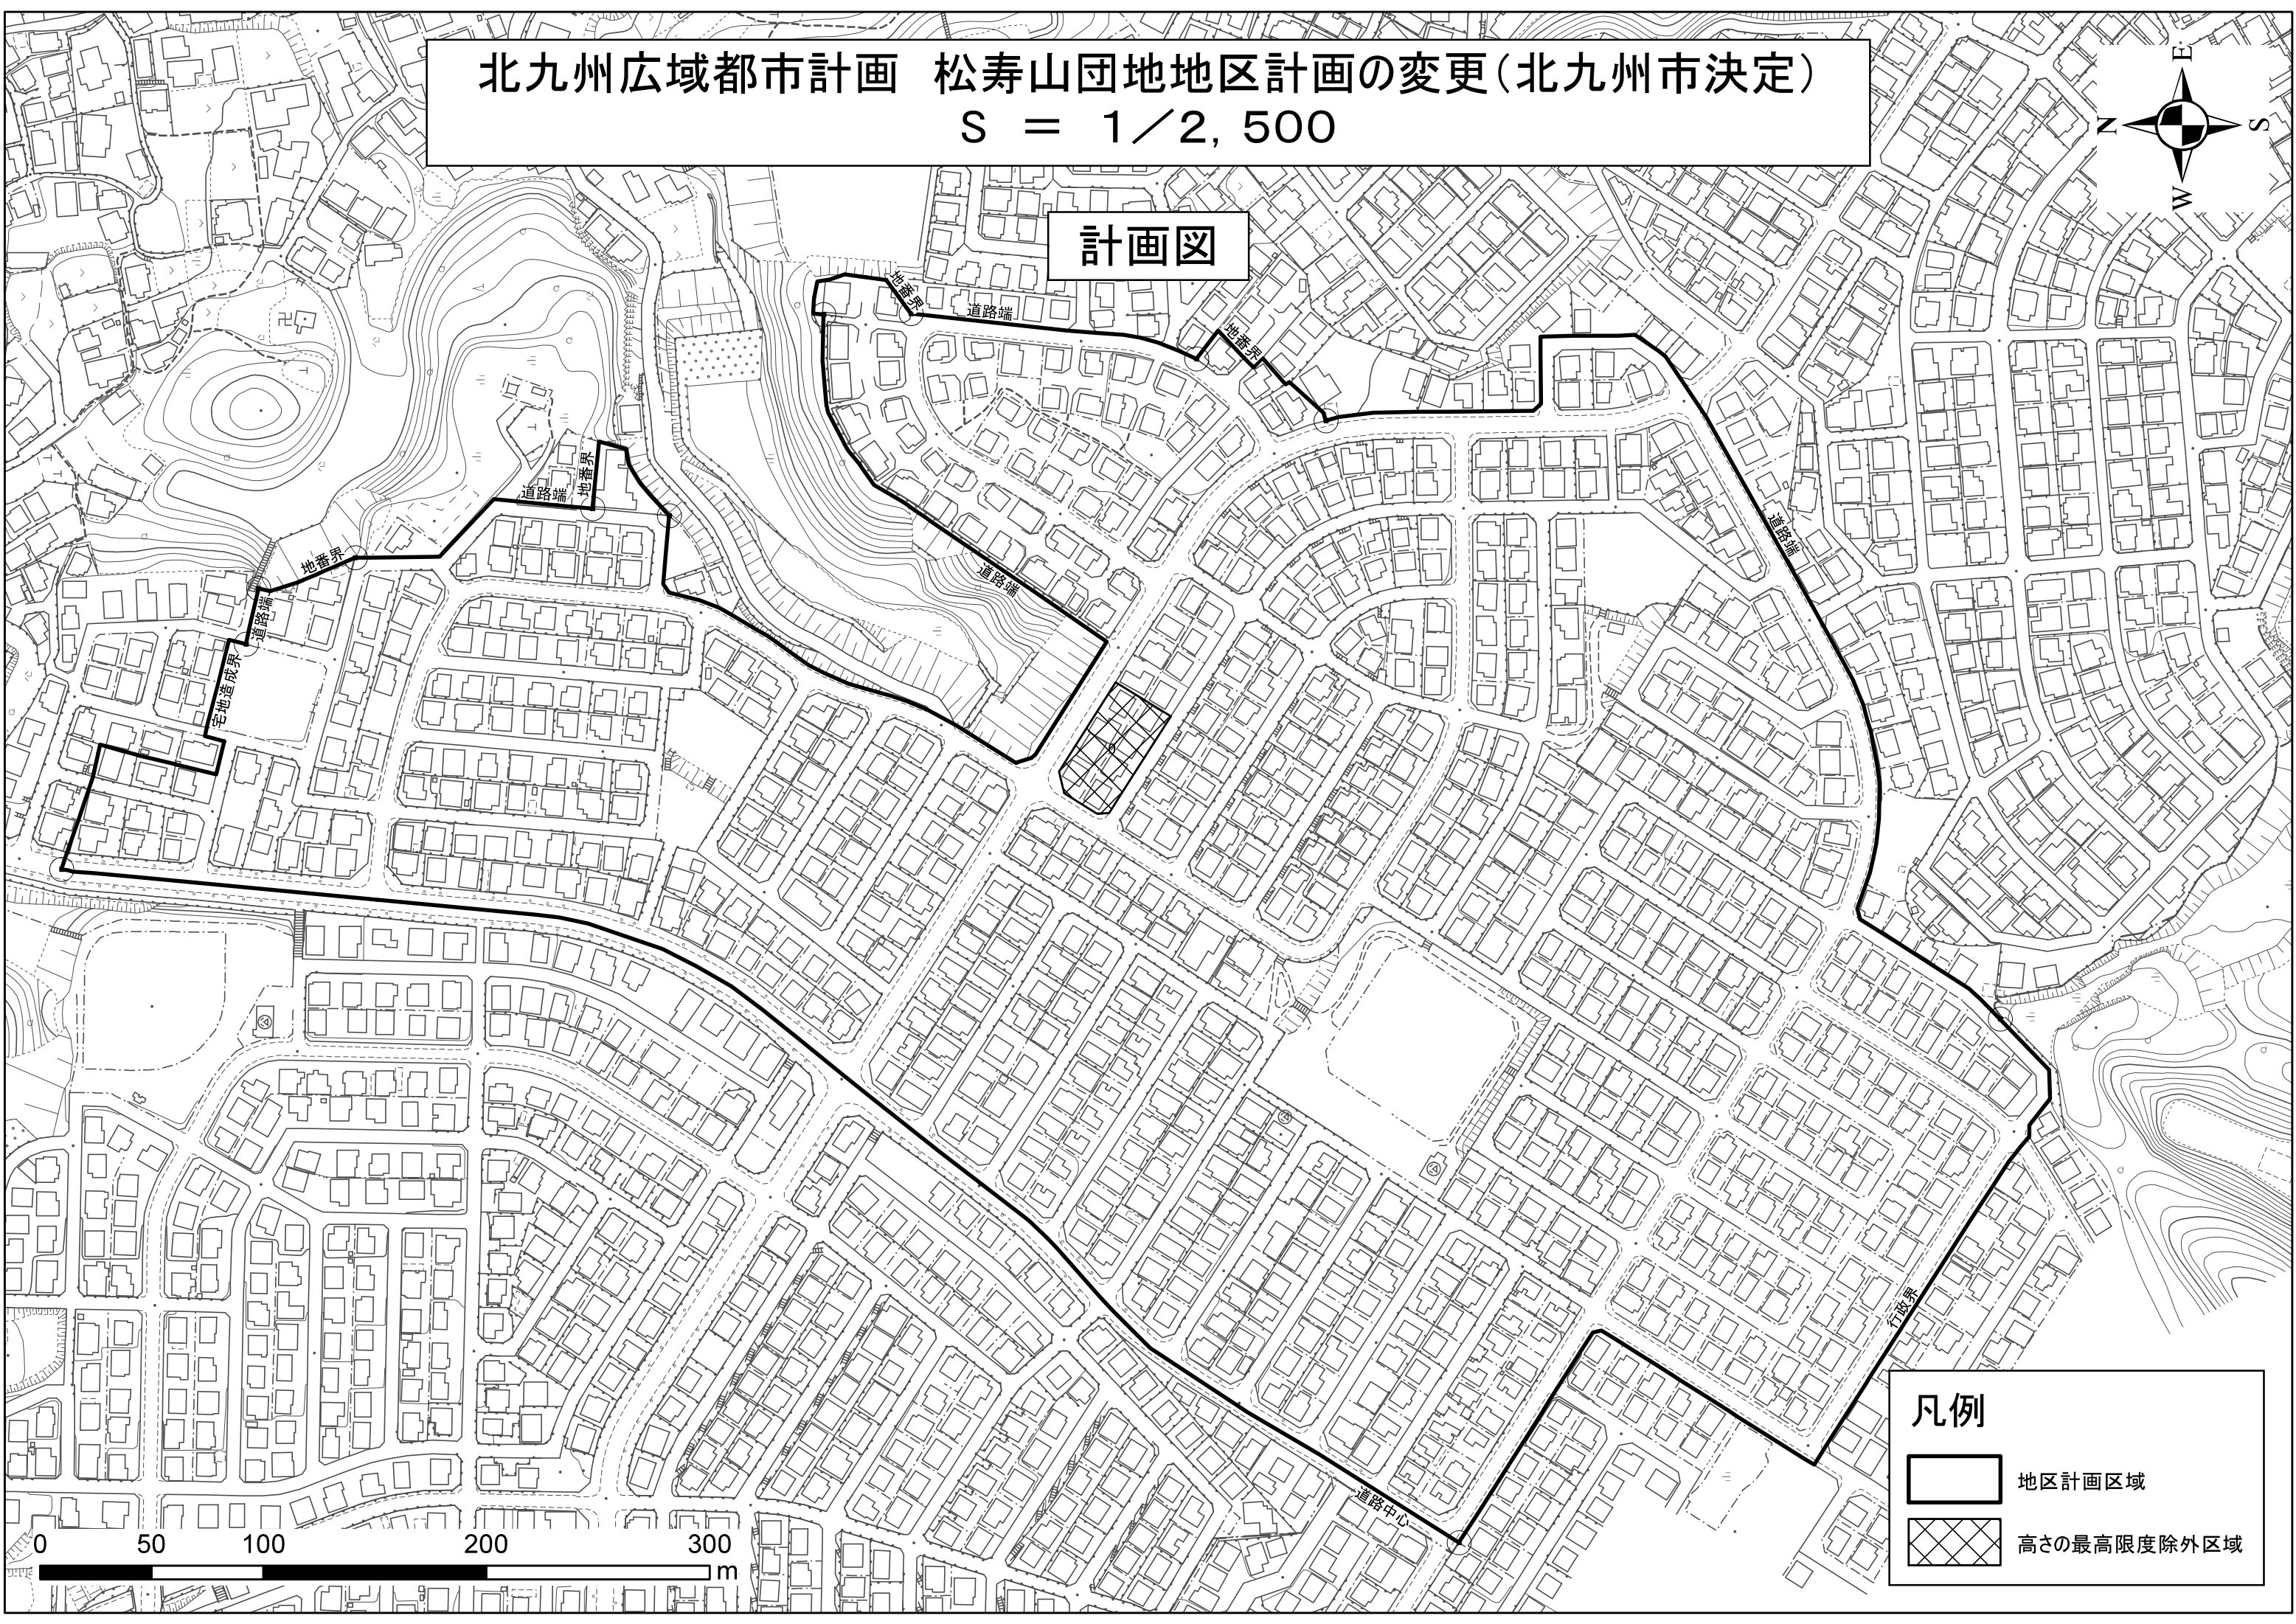 北九州広域都市計画　松寿山団地地区計画の変更(北九州市決定)
S ＝ 1／2,500
E
N
S
W
計画図
地番界
道路端
地番界
道路端
地番界
道路端
地番界
道路端
道路端
宅地造成界
行政界
道路中心
0
凡例
地区計画区域
高さの最高限度除外区域
0 50 100 200 300
m